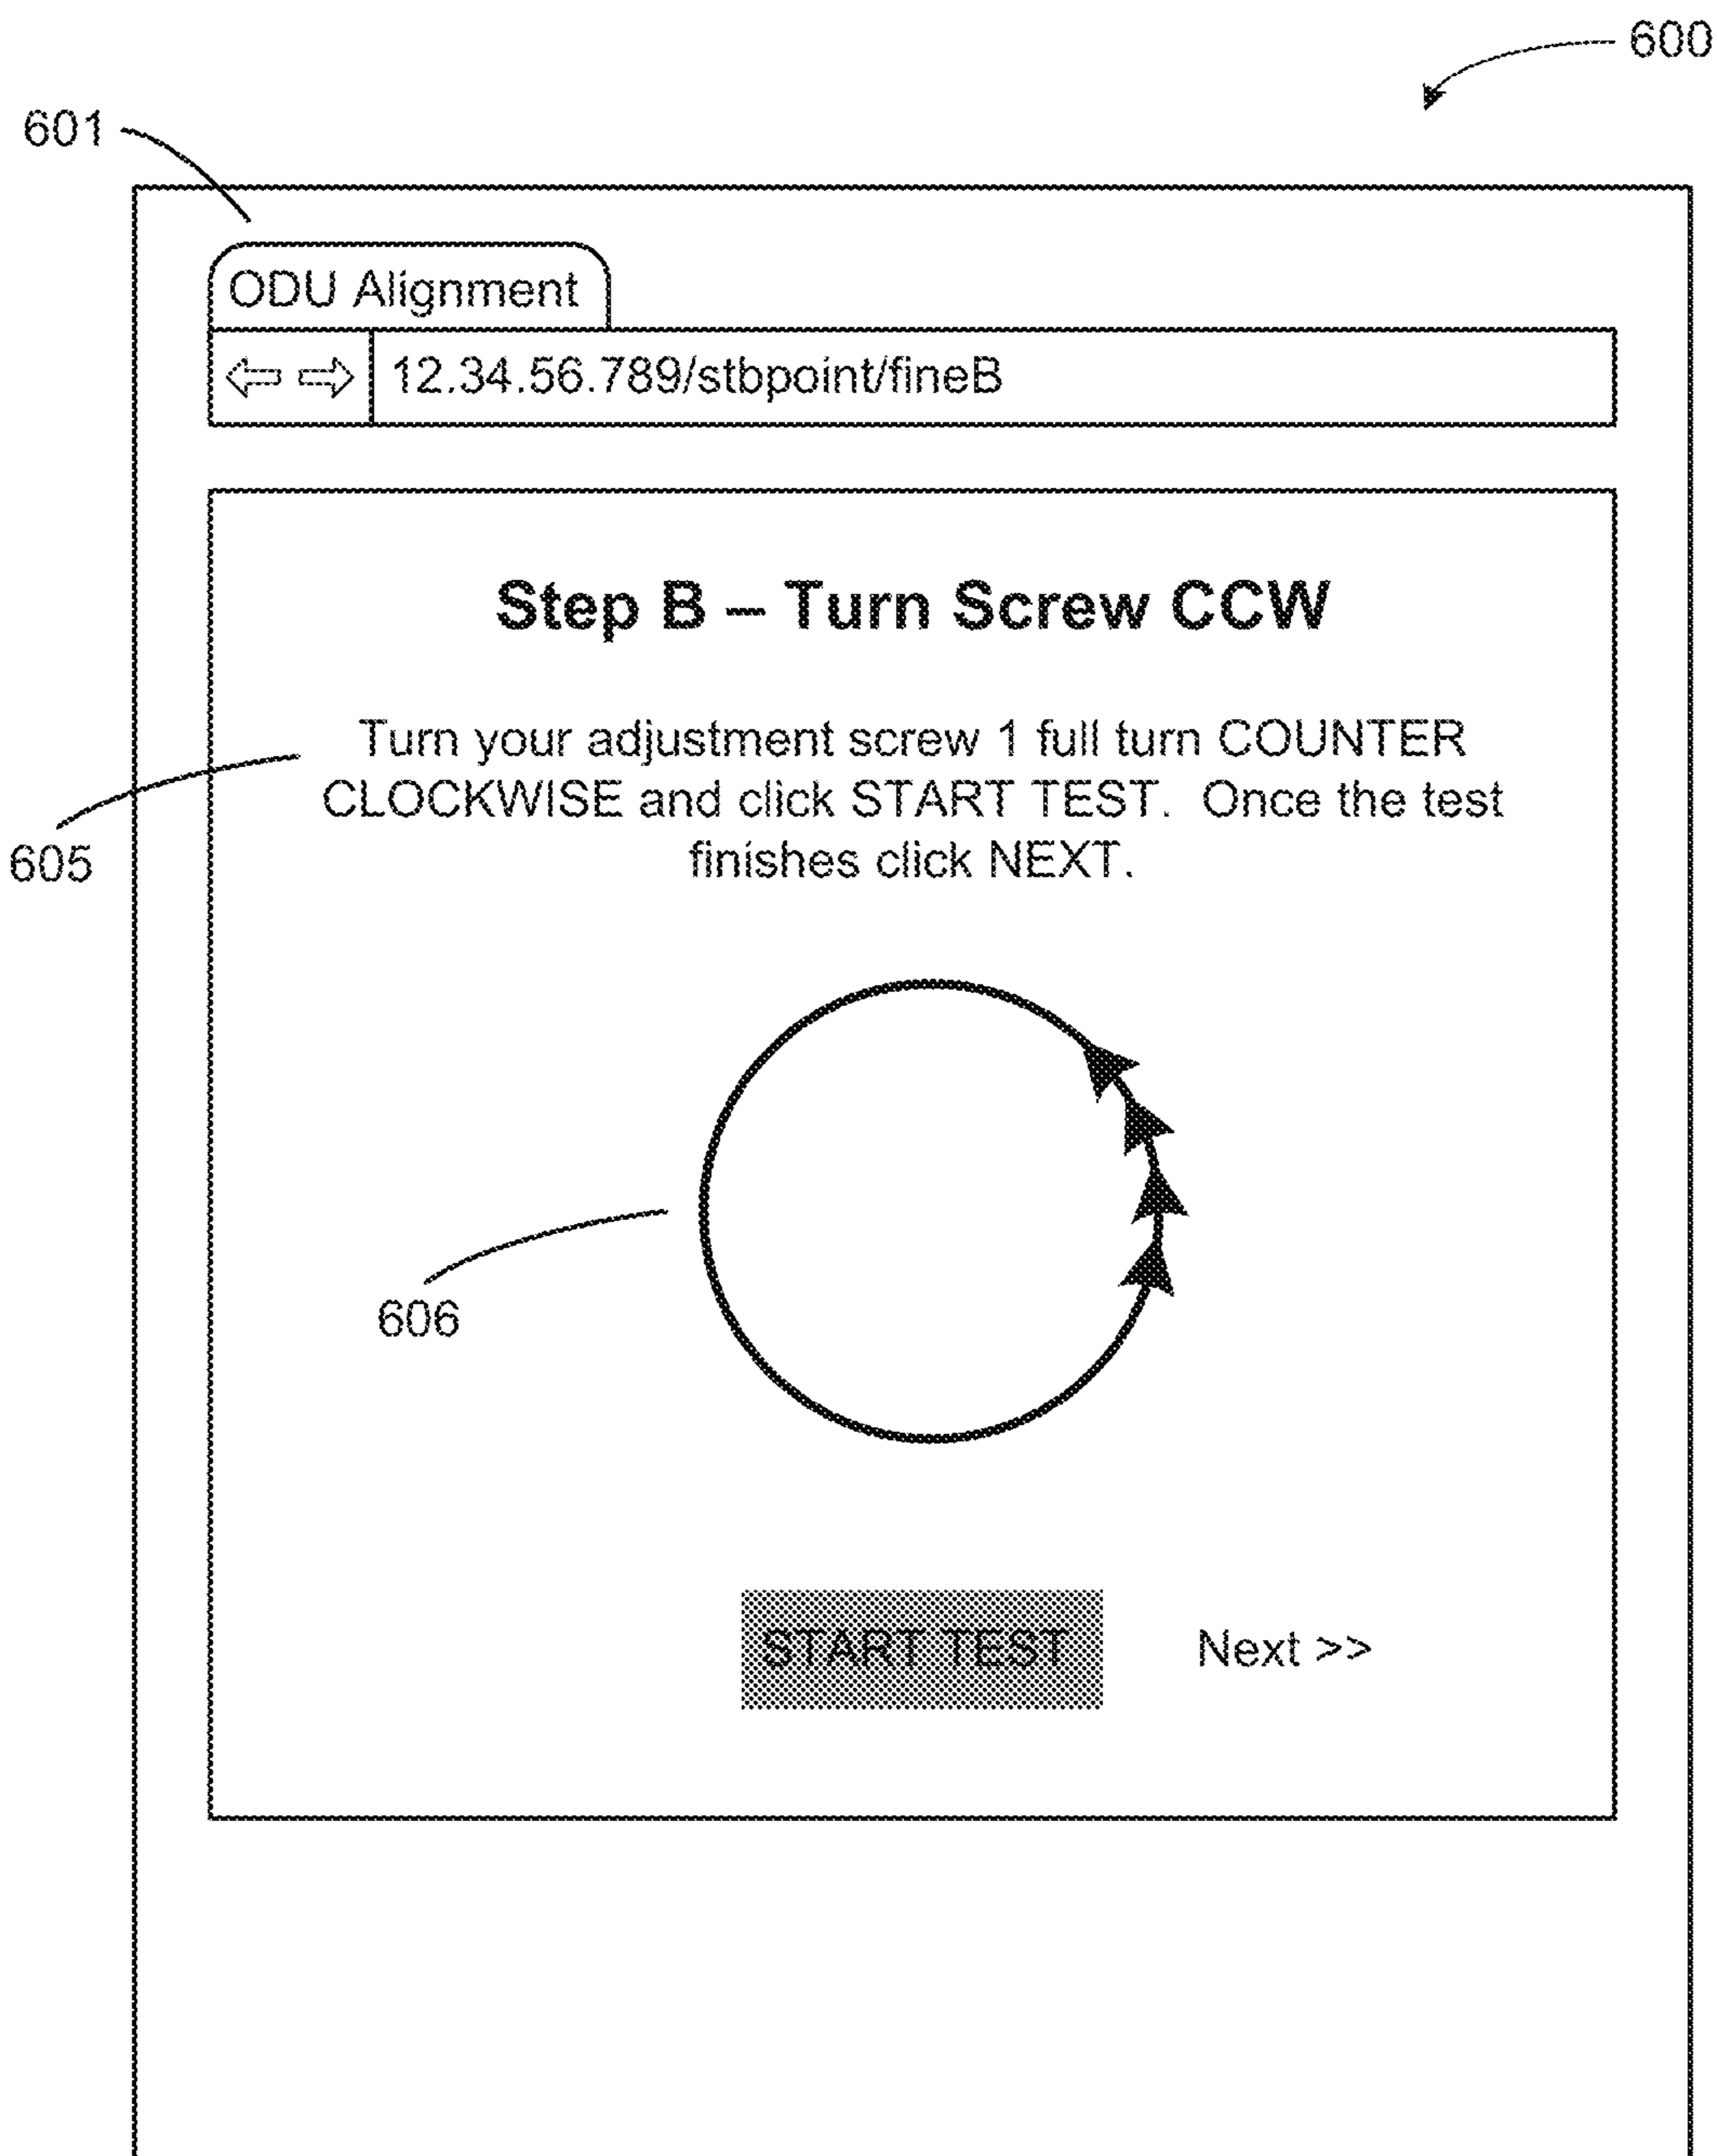 600
601
ODU Alignment
12.34.56.789/stbpoint/fineB
Step B – Turn Screw CCW
Turn your adjustment screw 1 full turn COUNTER
CLOCKWISE and click START TEST.  Once the test
finishes click NEXT.
605
606
START TEST
Next >>